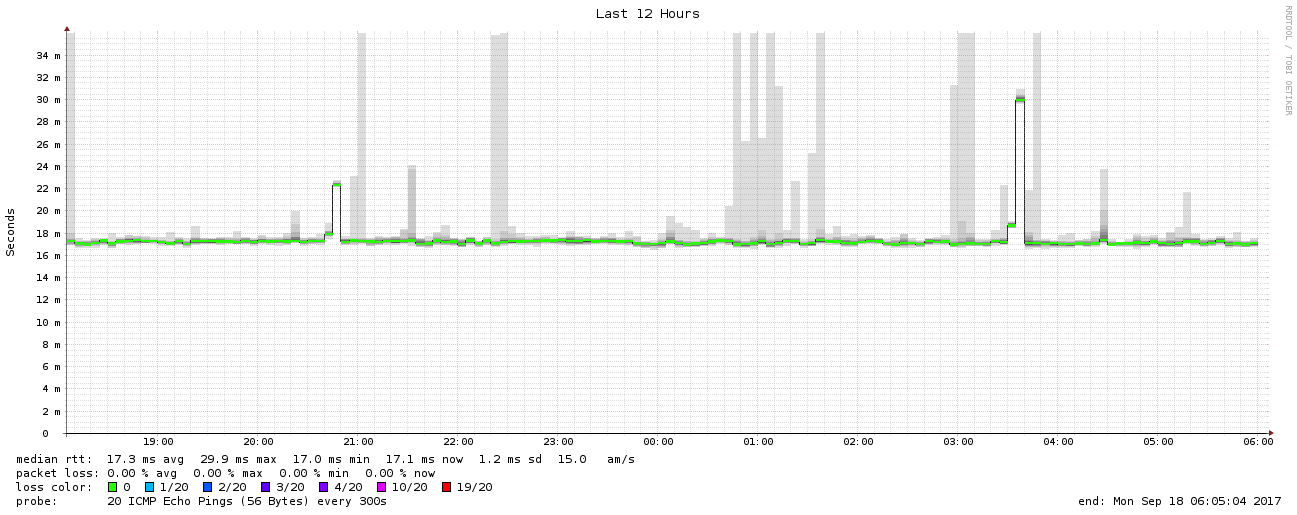 Last 12 Hours
RRDTOOL / TOBI OETIKER
Seconds
34 m
32 m
30 m
28 m
26 m
24 m
22 m
20 m
18 m
16 m
14 m
12 m
10 m
8 m
6 m
4 m
2 m
0
19:00 20:00 21:00 22:00 23:00 00:00 01:00 02:00 03:00 04:00 05:00 06:00
median rtt: 17.3 ms avg 29.9 ms max 17.0 ms min 17.1 ms now 1.2 ms sd 15.0 am/s
packet loss: 0.00 % avg 0.00 % max 0.00 % min 0.00 % now
loss color: 0 1/20 2/20 3/20 4/20 10/20 19/20
probe: 20 ICMP Echo Pings (56 Bytes) every 300s end: Mon Sep 18 06:05:04 2017